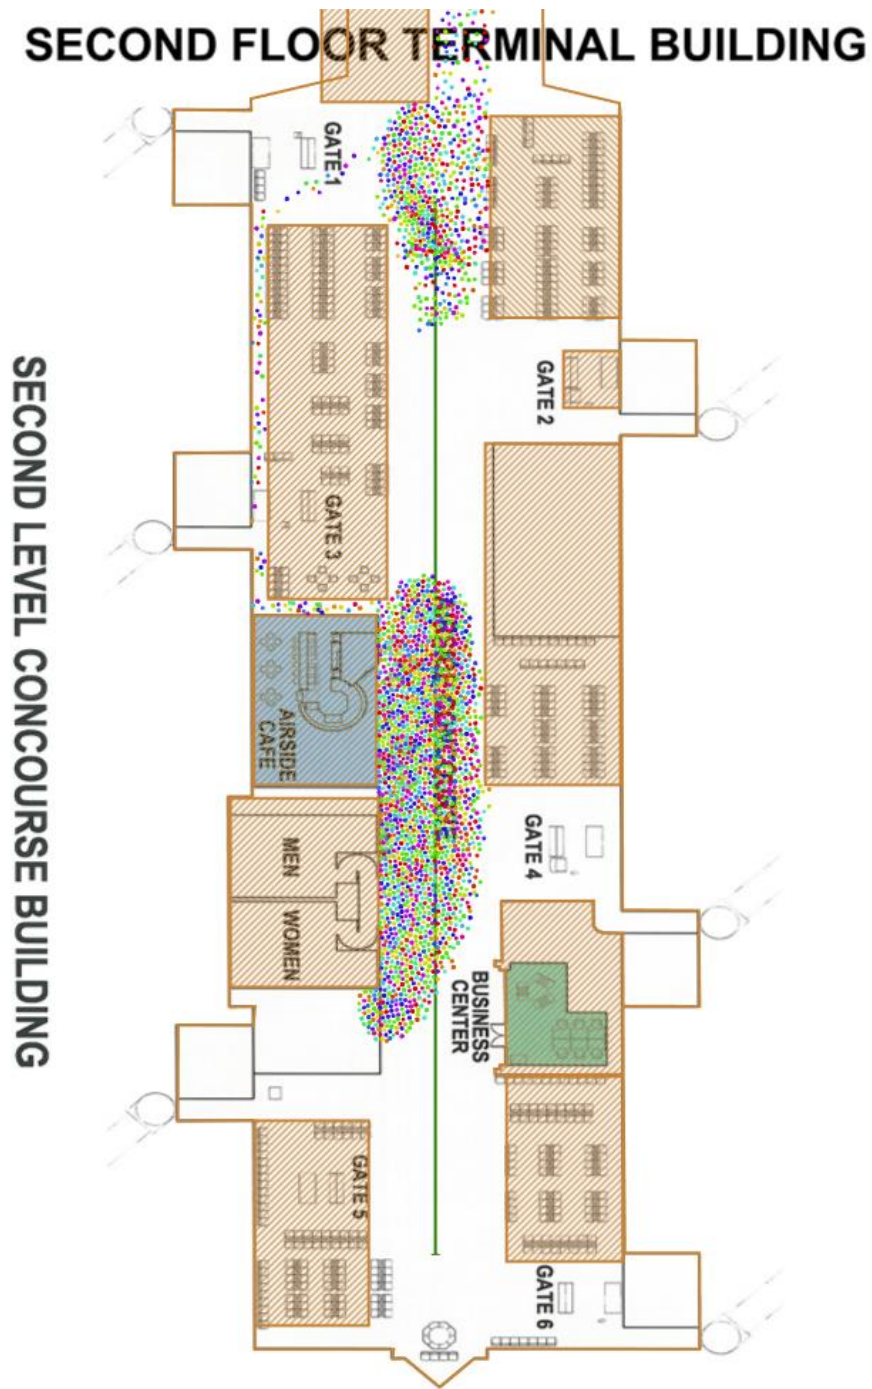 SECOND FLOOR TERMINAL BUILDING
GATE 1
GATE 2
GATE 3
SECOND LEVEL CONCOURSE BUILDING
AIRSIDE
CAFE
GATE 4
MEN
WOMEN
BUSINESS
CENTER
GATE 5
GATE 6